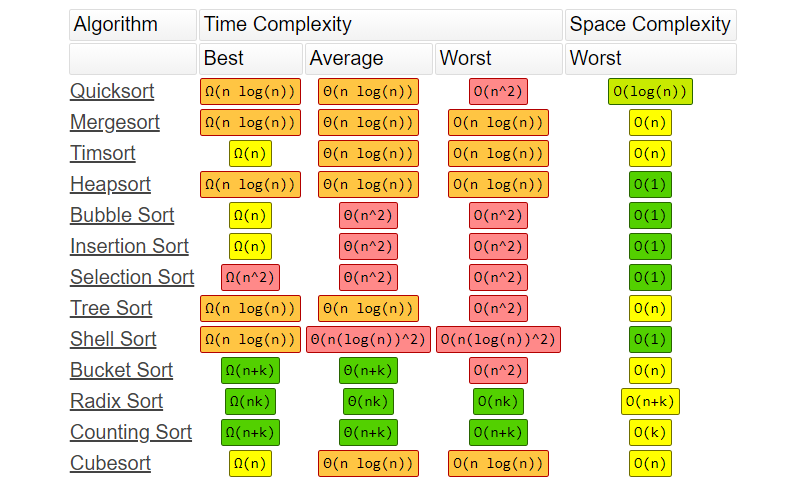 Algorithm Time Complexity Space Complexity
Best Average Worst Worst
Quicksort Ω(n log(n)) Θ(n log(n)) O(n^2) O(log(n))
Mergesort Ω(n log(n)) Θ(n log(n)) O(n log(n)) O(n)
Timsort Ω(n) Θ(n log(n)) O(n log(n)) O(n)
Heapsort Ω(n log(n)) Θ(n log(n)) O(n log(n)) O(1)
Bubble Sort Ω(n) Θ(n^2) O(n^2) O(1)
Insertion Sort Ω(n) Θ(n^2) O(n^2) O(1)
Selection Sort Ω(n^2) Θ(n^2) O(n^2) O(1)
Tree Sort Ω(n log(n)) Θ(n log(n)) O(n^2) O(n)
Shell Sort Ω(n log(n)) Θ(n(log(n))^2) O(n(log(n))^2) O(1)
Bucket Sort Ω(n+k) Θ(n+k) O(n^2) O(n)
Radix Sort Ω(nk) Θ(nk) O(nk) O(n+k)
Counting Sort Ω(n+k) Θ(n+k) O(n+k) O(k)
Cubesort Ω(n) Θ(n log(n)) O(n log(n)) O(n)